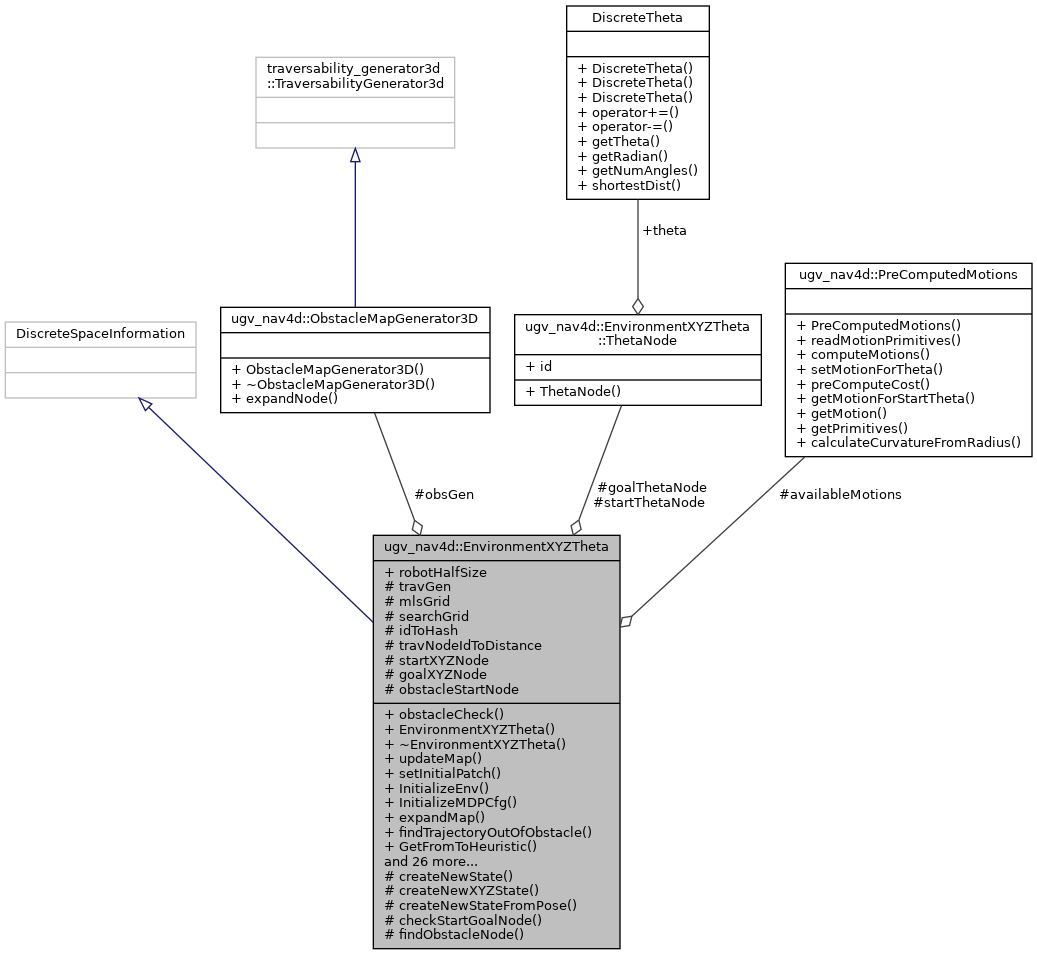 DiscreteTheta
+ DiscreteTheta()
+ DiscreteTheta()
+ DiscreteTheta()
+ operator+=()
+ operator-=()
+ getTheta()
+ getRadian()
+ getNumAngles()
+ shortestDist()
traversability_generator3d
::TraversabilityGenerator3d
+theta
ugv_nav4d::PreComputedMotions
+ PreComputedMotions()
+ readMotionPrimitives()
+ computeMotions()
+ setMotionForTheta()
+ preComputeCost()
+ getMotionForStartTheta()
+ getMotion()
+ getPrimitives()
+ calculateCurvatureFromRadius()
DiscreteSpaceInformation
ugv_nav4d::ObstacleMapGenerator3D
+ ObstacleMapGenerator3D()
+ ~ObstacleMapGenerator3D()
+ expandNode()
ugv_nav4d::EnvironmentXYZTheta
::ThetaNode
+ id
+ ThetaNode()
#obsGen
#goalThetaNode
#startThetaNode
#availableMotions
ugv_nav4d::EnvironmentXYZTheta
+ robotHalfSize
# travGen
# mlsGrid
# searchGrid
# idToHash
# travNodeIdToDistance
# startXYZNode
# goalXYZNode
# obstacleStartNode
+ obstacleCheck()
+ EnvironmentXYZTheta()
+ ~EnvironmentXYZTheta()
+ updateMap()
+ setInitialPatch()
+ InitializeEnv()
+ InitializeMDPCfg()
+ expandMap()
+ findTrajectoryOutOfObstacle()
+ GetFromToHeuristic()
and 26 more...
# createNewState()
# createNewXYZState()
# createNewStateFromPose()
# checkStartGoalNode()
# findObstacleNode()